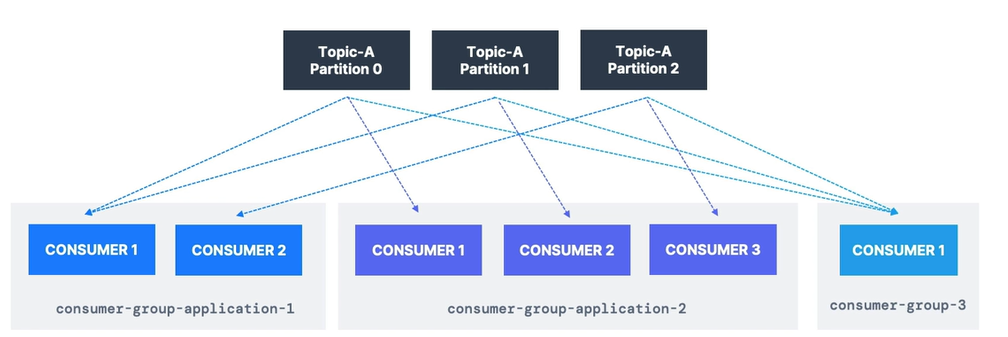 Topic-A
Partition 0
Topic-A
Partition 1
Topic-A
Partition 2
CONSUMER 1
CONSUMER 2
consumer-group-application-1
CONSUMER 1
CONSUMER 2
CONSUMER 3
consumer-group-application-2
CONSUMER 1
consumer-group-3